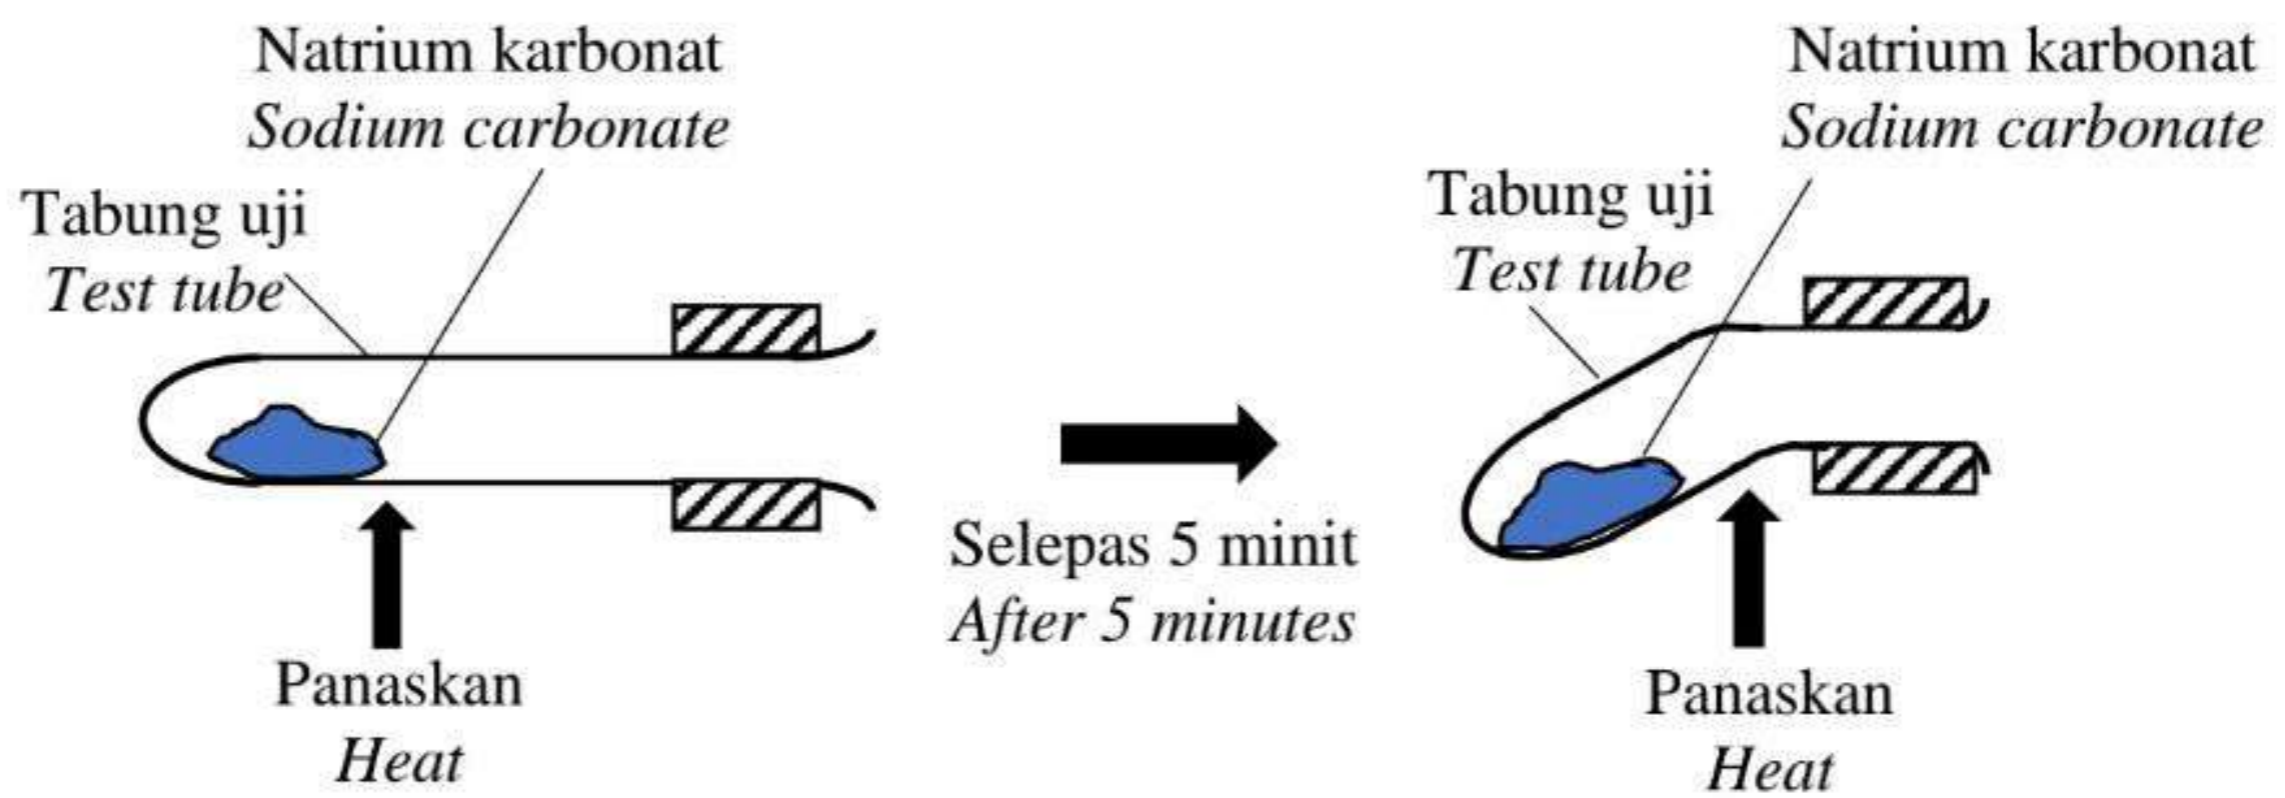 Natrium karbonat
Sodium carbonate
Tabung uji
Test tube
Panaskan
Heat
Selepas 5 minit
After 5 minutes
Natrium karbonat
Sodium carbonate
Tabung uji
Test tube
Panaskan
Heat